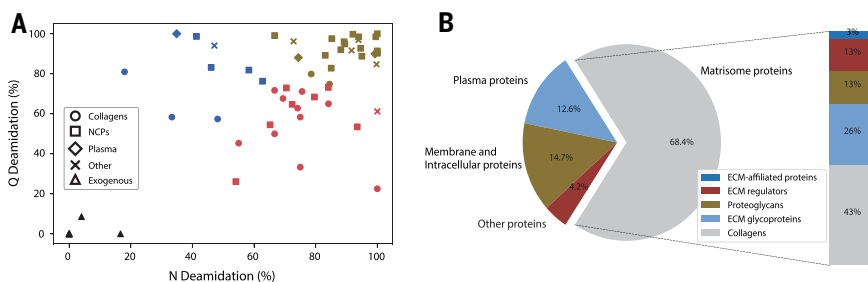 A
Q Deamidation (%)
100
80
60
40
20
0
Collagens
NCPs
Plasma
Other
Exogenous
0
20
40
60
80
100
N Deamidation (%)
B
Plasma proteins
Membrane and
Intracellular proteins
Other proteins
Matrisome proteins
12.6%
14.7%
4.2%
68.4%
ECM-affiliated proteins
ECM regulators
Proteoglycans
ECM glycoproteins
Collagens
3%
13%
13%
26%
43%